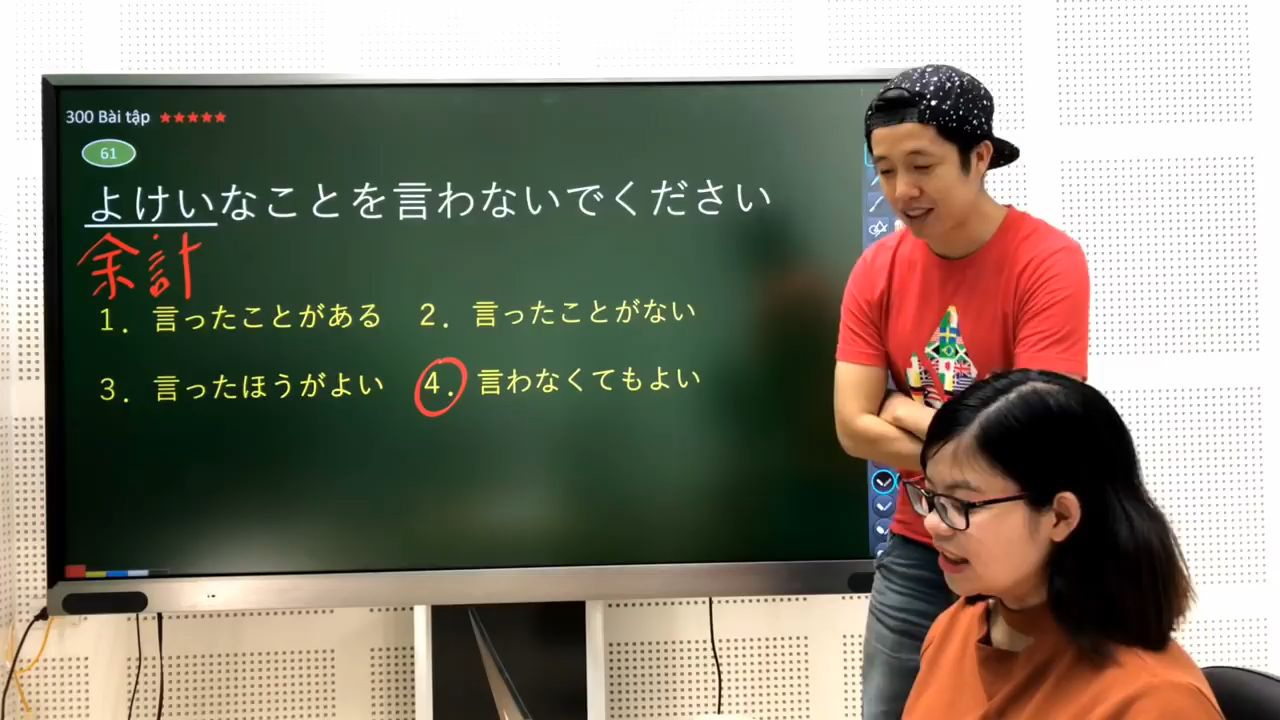 300 Bài tập ★★★★★
61
よけいなことを言わないでください
余計
1. 言ったことがある 2. 言ったことがない
3. 言ったほうがよい 4. 言わなくてもよい